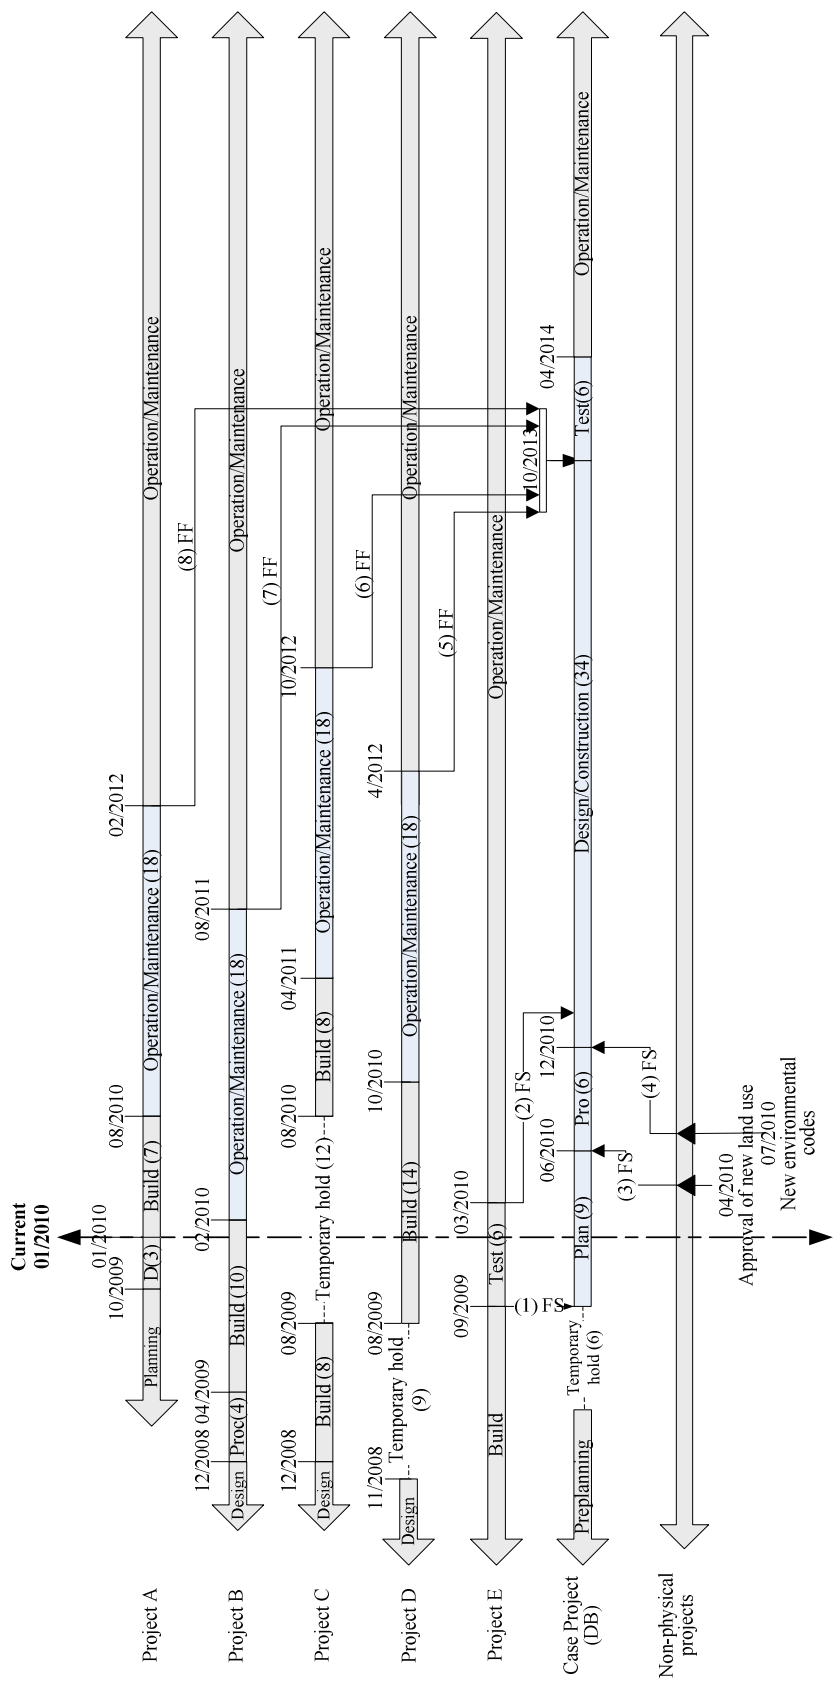 Current
01/2010
Project A
Planning
10/2009
D(3)
01/2010
Build (7)
08/2010
Operation/Maintenance (18)
02/2012
Operation/Maintenance
(8) FF
Project B
Design
12/2008
Proc(4)
04/2009
Build (10)
02/2010
Operation/Maintenance (18)
08/2011
Operation/Maintenance
(7) FF
Project C
Design
12/2008
Build (8)
08/2009
Temporary hold (12)
08/2010
Build (8)
04/2011
Operation/Maintenance (18)
10/2012
Operation/Maintenance
(6) FF
Project D
Design
11/2008
Temporary hold
(9)
08/2009
Build (14)
10/2010
Operation/Maintenance (18)
4/2012
Operation/Maintenance
(5) FF
Project E
Build
09/2009
Test (6)
03/2010
Operation/Maintenance
(1) FS
(2) FS
Case Project
(DB)
Preplanning
Temporary
hold (6)
Plan (9)
06/2010
Pro (6)
12/2010
Design/Construction (34)
10/2013
Test(6)
04/2014
Operation/Maintenance
(3) FS
(4) FS
Non-physical
projects
04/2010
Approval of new land use
07/2010
New environmental
codes